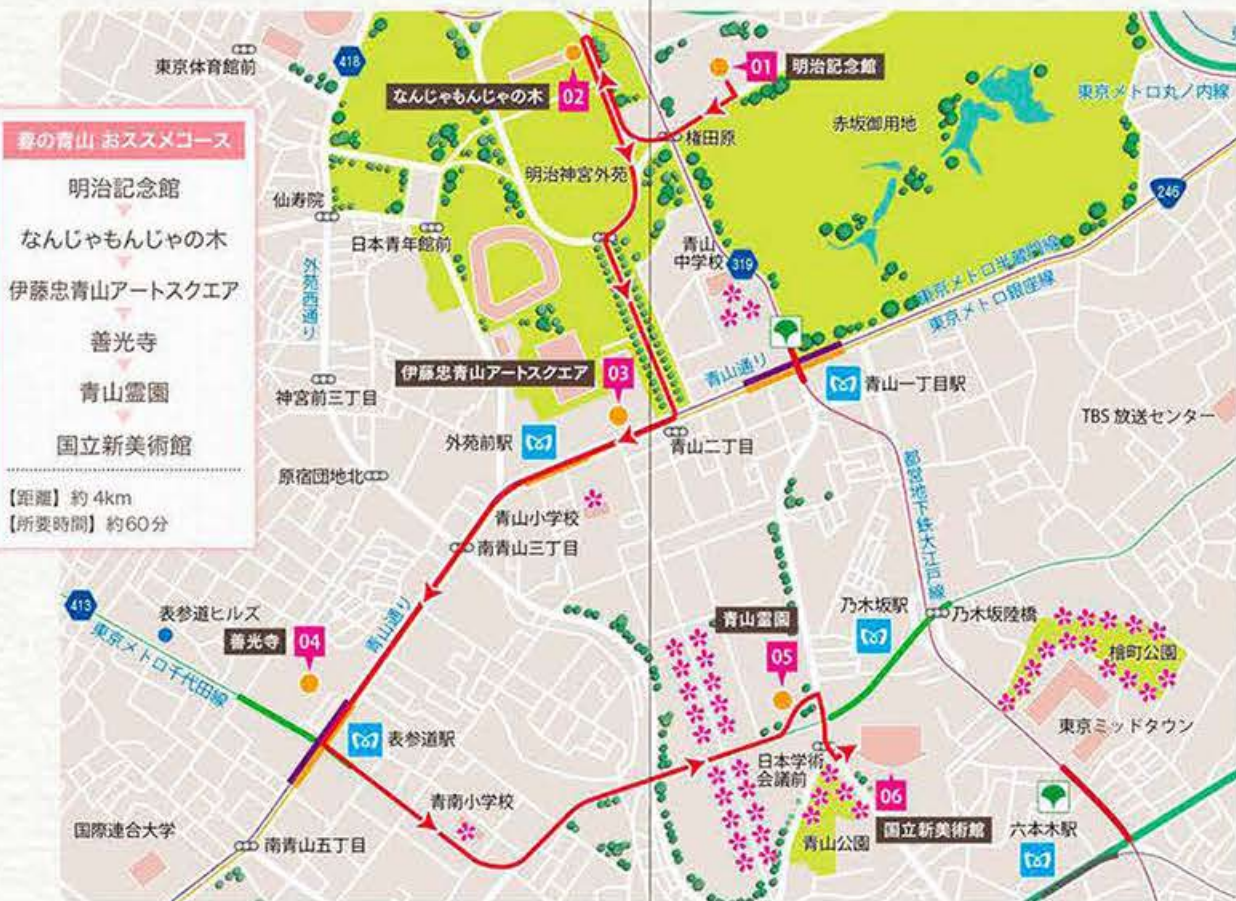 春の青山 おススメコース
明治記念館
なんじゃもんじゃの木
伊藤忠青山アートスクエア
善光寺
青山霊園
国立新美術館
【距離】約4km
【所要時間】約60分
東京体育館前
418
なんじゃもんじゃの木
02
01
明治記念館
東京メトロ丸ノ内線
権田原
赤坂御用地
明治神宮外苑
246
仙寿院
日本青年館前
外苑西通り
青山
中学校
319
東京メトロ半蔵門線
東京メトロ銀座線
伊藤忠青山アートスクエア
03
青山通り
青山一丁目駅
神宮前三丁目
TBS 放送センター
外苑前駅
青山二丁目
原宿団地北
都営地下鉄大江戸線
青山小学校
南青山三丁目
413
表参道ヒルズ
東京メトロ千代田線
善光寺
04
青山通り
青山霊園
05
乃木坂駅
乃木坂陸橋
檜町公園
表参道駅
東京ミッドタウン
日本学術
会議前
青南小学校
06
国立新美術館
六本木駅
国際連合大学
南青山五丁目
青山公園